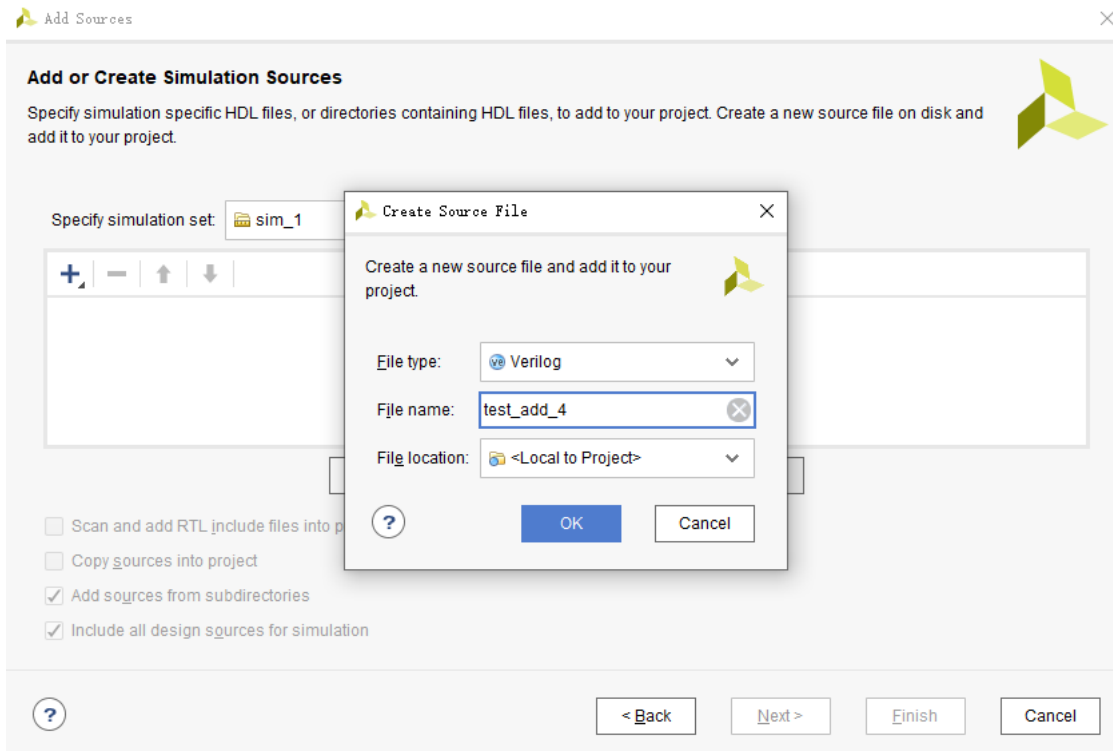 Add Sources
Add or Create Simulation Sources
Specify simulation specific HDL files, or directories containing HDL files, to add to your project. Create a new source file on disk and
add it to your project.
Specify simulation set: sim_1
Create Source File
Create a new source file and add it to your
project.
File type: ve Verilog
File name: test_add_4
File location: <Local to Project>
? OK Cancel
Scan and add RTL include files into p
Copy sources into project
Add sources from subdirectories
Include all design sources for simulation
? < Back Next > Finish Cancel